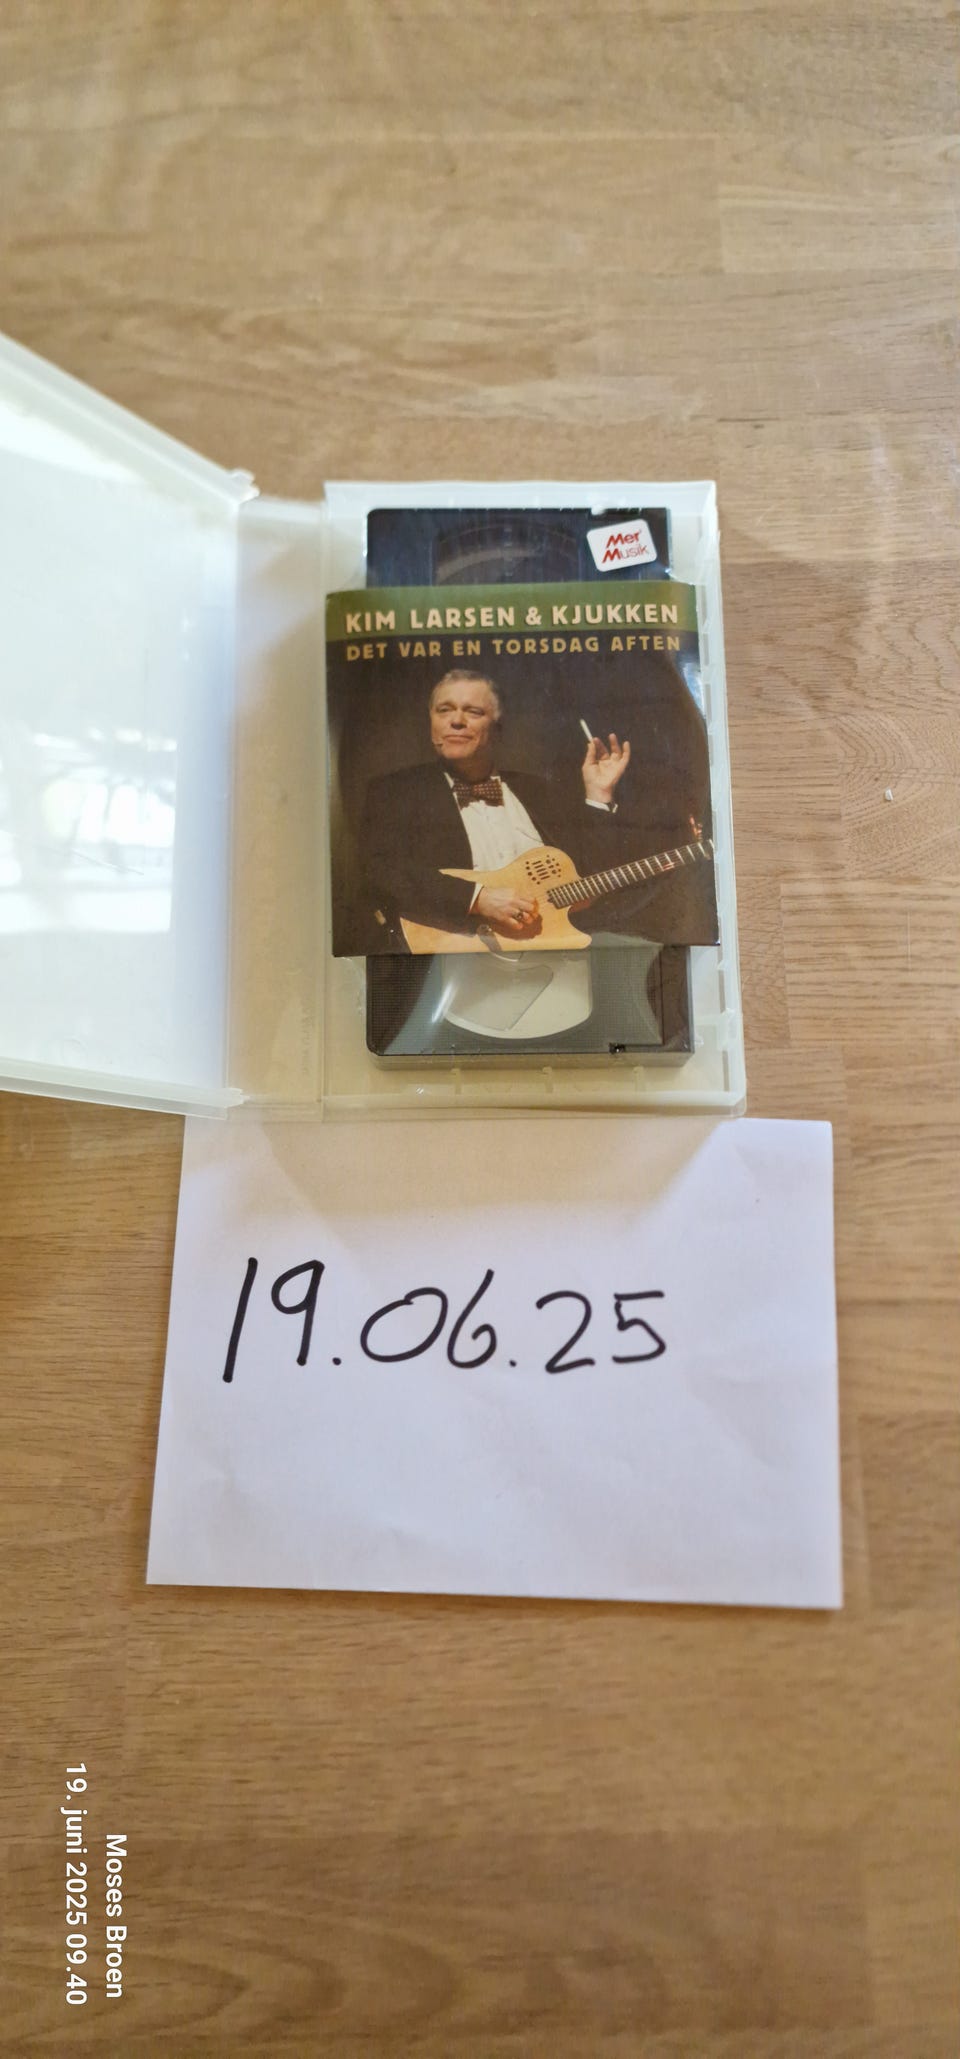 Mer
Musik
KIM LARSEN & KJUKKEN
DET VAR EN TORSDAG AFTEN
19.06.25
Moses Broen
19. juni 2025 09.40